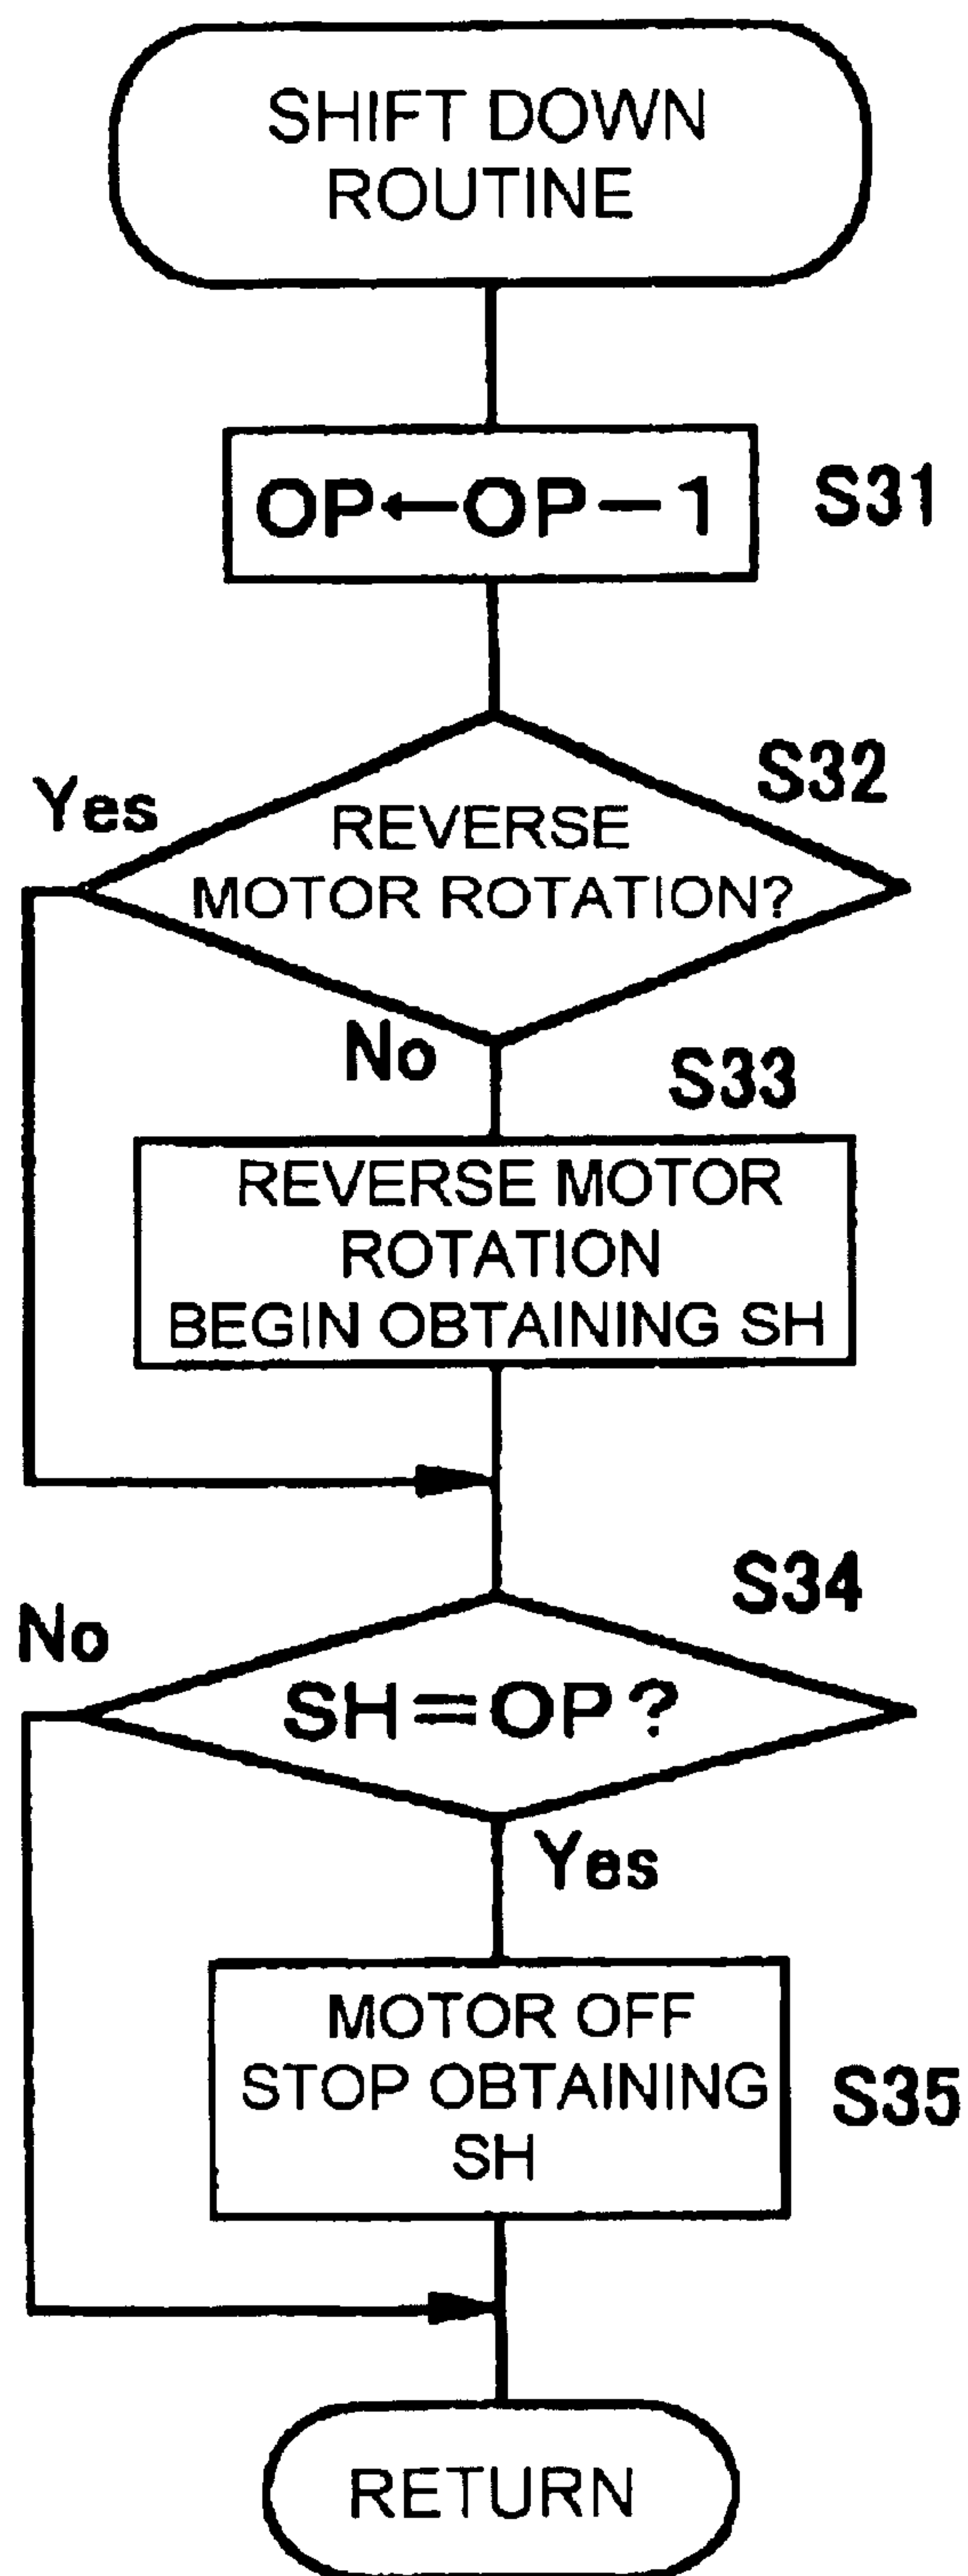 SHIFT DOWN
ROUTINE
OP←OP−1
S31
S32
Yes
REVERSE
MOTOR ROTATION?
No
S33
REVERSE MOTOR
ROTATION
BEGIN OBTAINING SH
S34
No
SH=OP?
Yes
MOTOR OFF
STOP OBTAINING
SH
S35
RETURN